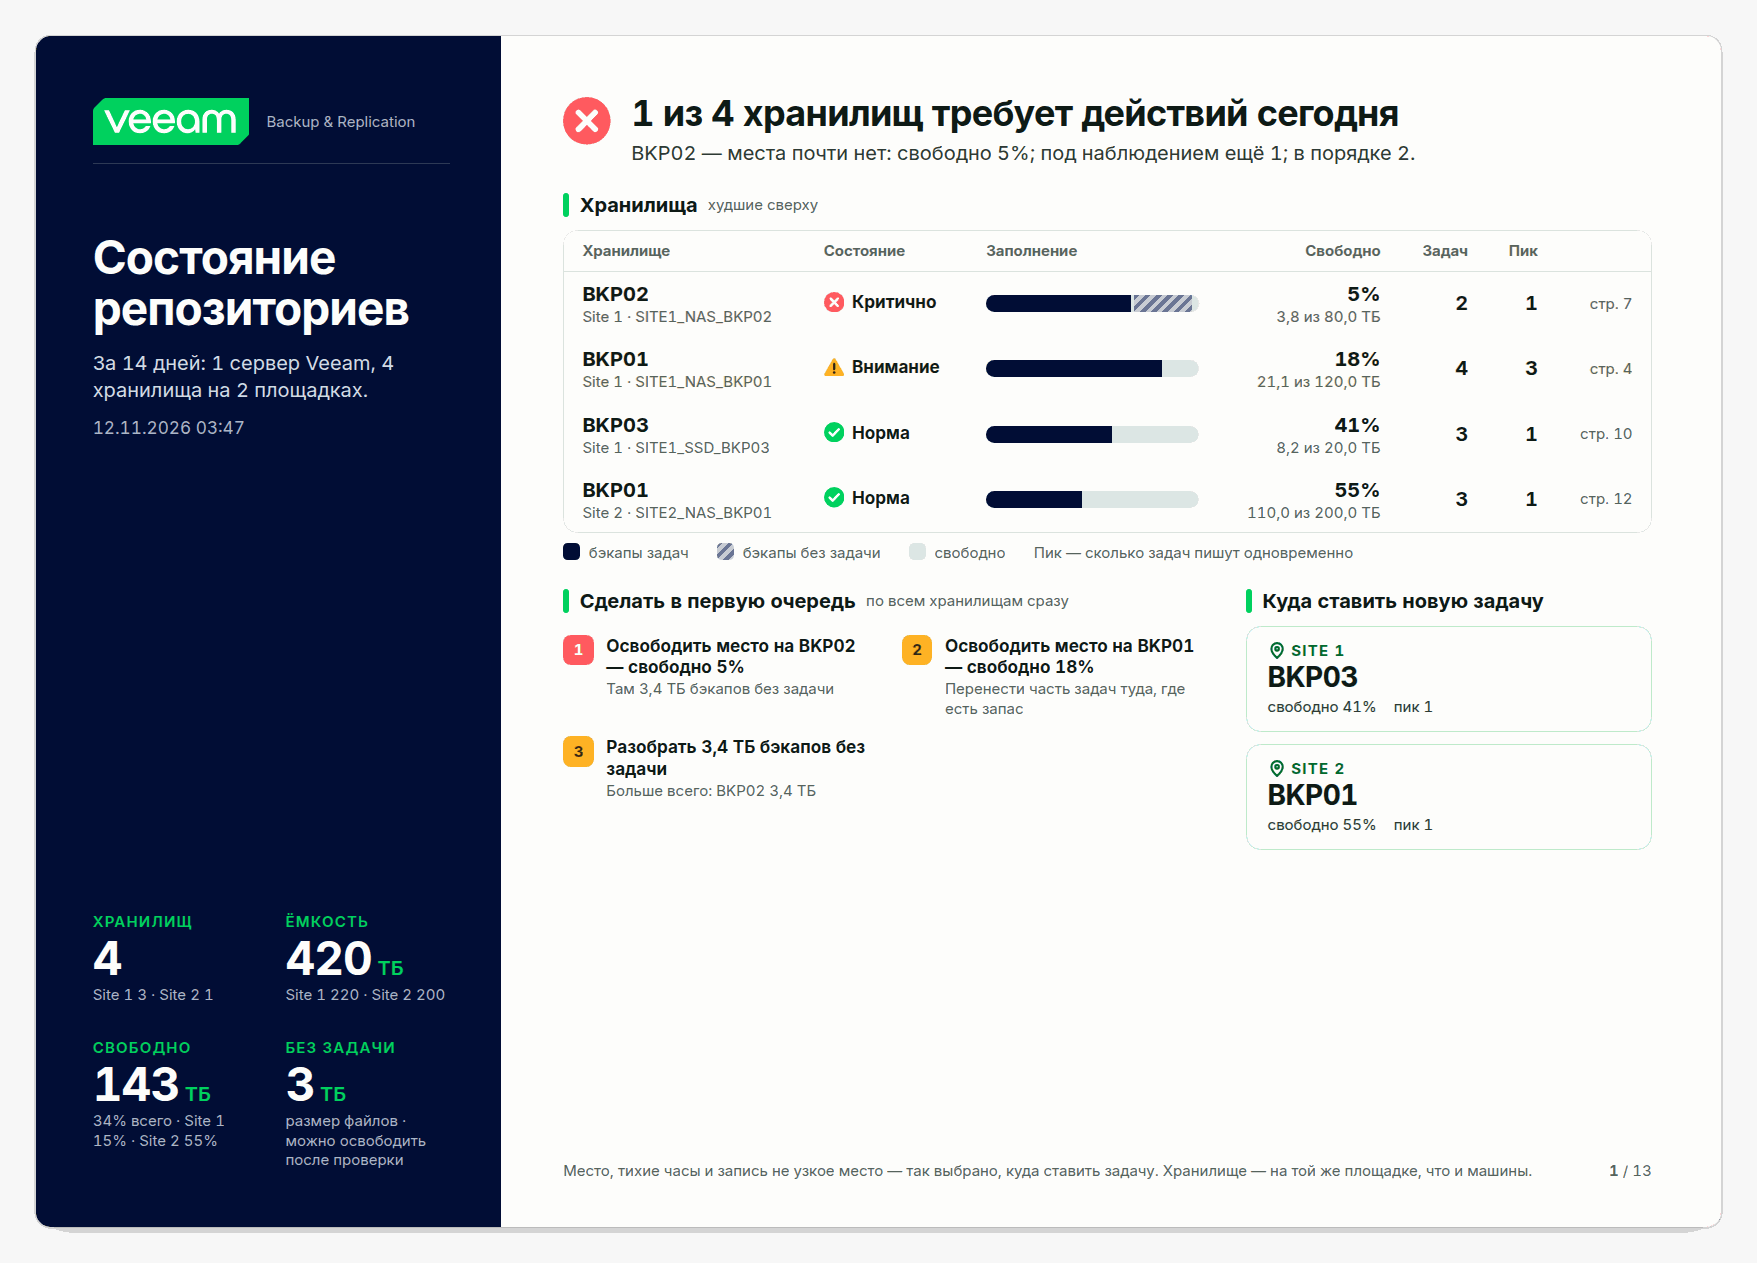 veeam Backup & Replication
Состояние
репозиториев
За 14 дней: 1 сервер Veeam, 4
хранилища на 2 площадках.
12.11.2026 03:47
ХРАНИЛИЩ
4
Site 1 3 · Site 2 1
ЁМКОСТЬ
420 ТБ
Site 1 220 · Site 2 200
СВОБОДНО
143 ТБ
34% всего · Site 1
15% · Site 2 55%
БЕЗ ЗАДАЧИ
3 ТБ
размер файлов ·
можно освободить
после проверки
1 из 4 хранилищ требует действий сегодня
BKP02 — места почти нет: свободно 5%; под наблюдением ещё 1; в порядке 2.
Хранилища худшие сверху
Хранилище Состояние Заполнение Свободно Задач Пик
BKP02 Критично 5% 2 1 стр. 7
Site 1 · SITE1_NAS_BKP02 3,8 из 80,0 ТБ
BKP01 Внимание 18% 4 3 стр. 4
Site 1 · SITE1_NAS_BKP01 21,1 из 120,0 ТБ
BKP03 Норма 41% 3 1 стр. 10
Site 1 · SITE1_SSD_BKP03 8,2 из 20,0 ТБ
BKP01 Норма 55% 3 1 стр. 12
Site 2 · SITE2_NAS_BKP01 110,0 из 200,0 ТБ
бэкапы задач бэкапы без задачи свободно Пик — сколько задач пишут одновременно
Сделать в первую очередь по всем хранилищам сразу
1 Освободить место на BKP02
— свободно 5%
Там 3,4 ТБ бэкапов без задачи
2 Освободить место на BKP01
— свободно 18%
Перенести часть задач туда, где
есть запас
3 Разобрать 3,4 ТБ бэкапов без
задачи
Больше всего: BKP02 3,4 ТБ
Куда ставить новую задачу
SITE 1
BKP03
свободно 41% пик 1
SITE 2
BKP01
свободно 55% пик 1
Место, тихие часы и запись не узкое место — так выбрано, куда ставить задачу. Хранилище — на той же площадке, что и машины.
1 / 13